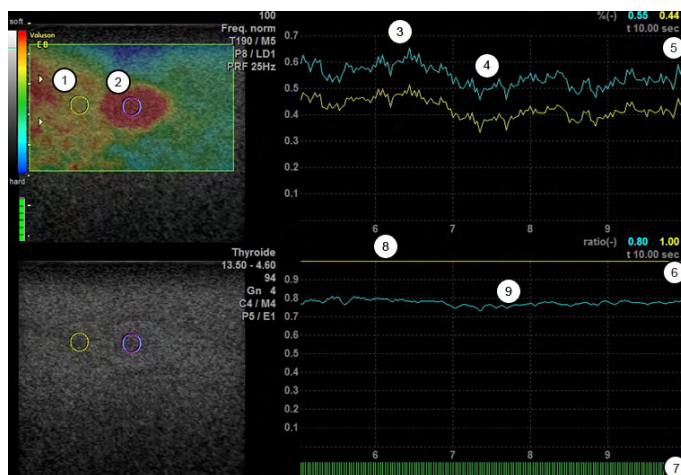 100
soft
Voluson
E8
Freq. norm
T190 / M5
P8 / LD1
PRF 25Hz
hard
1
2
%(-) 0.55 0.44
t 10.00 sec
0.7
0.6
0.5
0.4
0.3
0.2
0.1
3
4
5
6 7 8 9
Thyroide
13.50 - 4.60
94
Gn 4
C4 / M4
P5 / E1
ratio(-) 0.80 1.00
t 10.00 sec
8
6
0.9
0.8
0.7
0.6
0.5
0.4
0.3
0.2
0.1
9
6 7 8 9
7